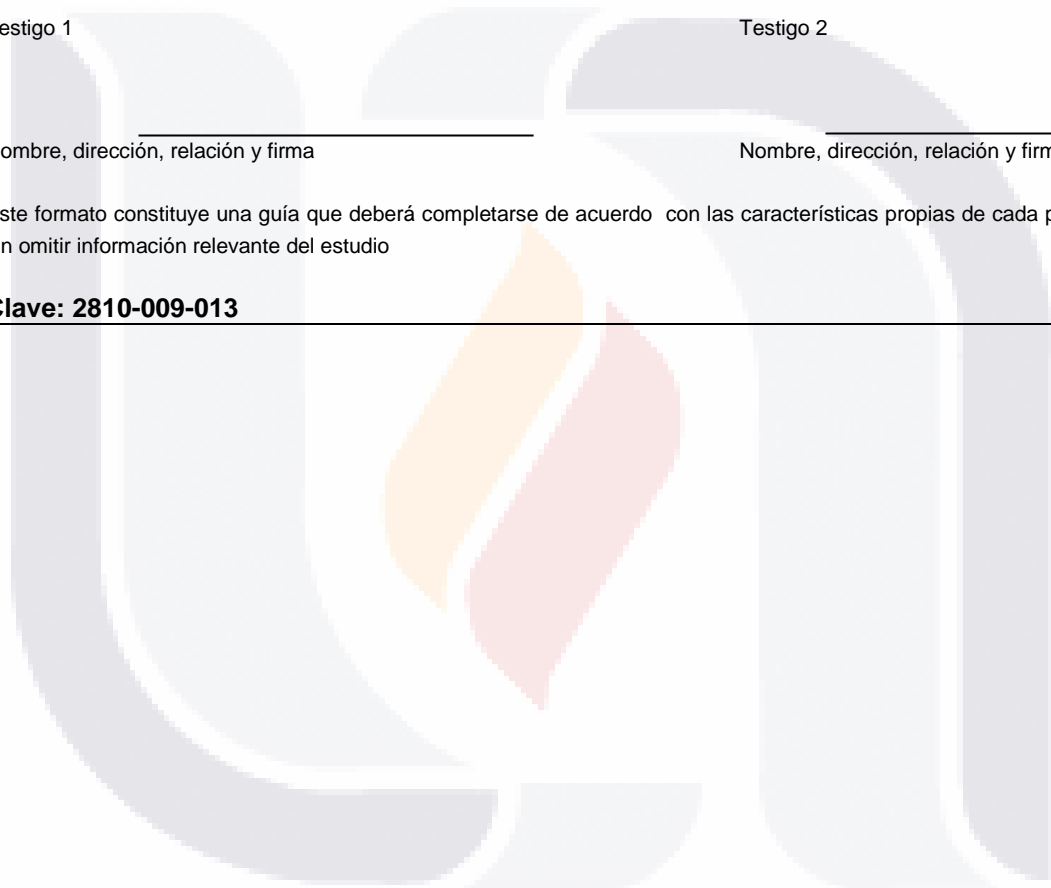 estigo 1 Testigo 2
ombre, dirección, relación y firma Nombre, dirección, relación y firm
ste formato constituye una guía que deberá completarse de acuerdo con las características propias de cada p
n omitir información relevante del estudio
Clave: 2810-009-013